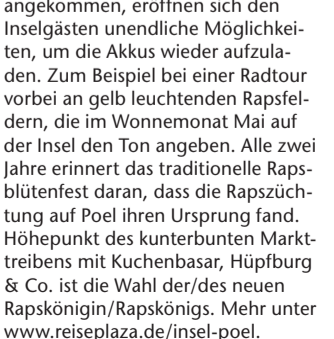 angekommen, eröffnen sich den
Inselgästen unendliche Möglichkei-
ten, um die Akkus wieder aufzula-
den. Zum Beispiel bei einer Radtour
vorbei an gelb leuchtenden Rapsfel-
dern, die im Wonnemonat Mai auf
der Insel den Ton angeben. Alle zwei
Jahre erinnert das traditionelle Raps-
blütenfest daran, dass die Rapszüch-
tung auf Poel ihren Ursprung fand.
Höhepunkt des kunterbunten Markt-
treibens mit Kuchenbasar, Hüpfburg
& Co. ist die Wahl der/des neuen
Rapskönigin/Rapskönigs. Mehr unter
www.reiseplaza.de/insel-poel.